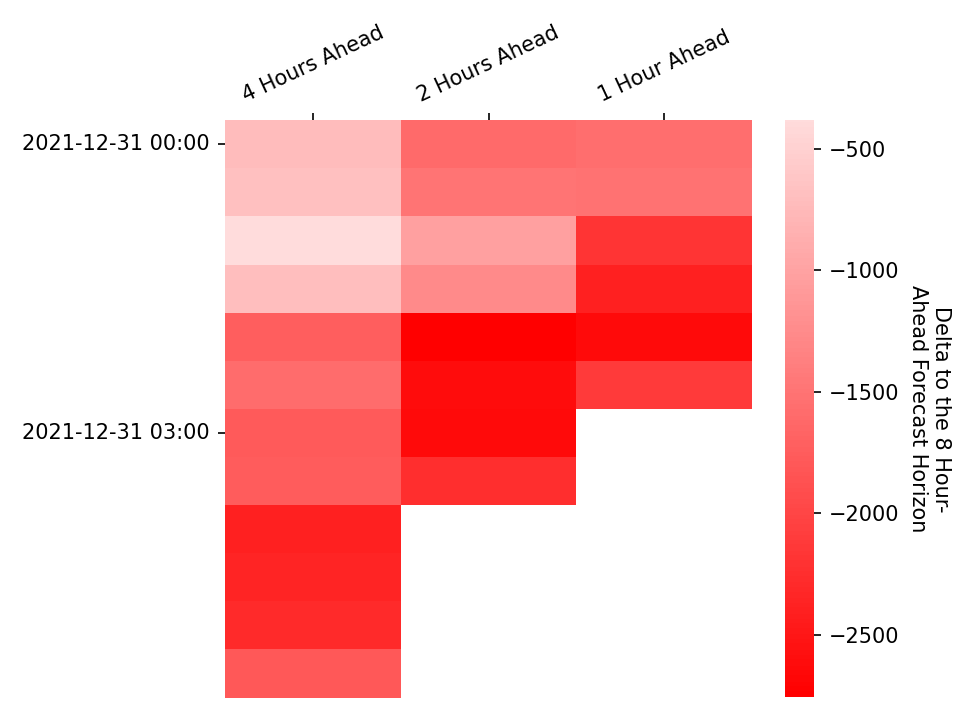 4 Hours Ahead
2 Hours Ahead
1 Hour Ahead
2021-12-31 00:00
2021-12-31 03:00
−500
−1000
−1500
−2000
−2500
Delta to the 8 Hour-
Ahead Forecast Horizon